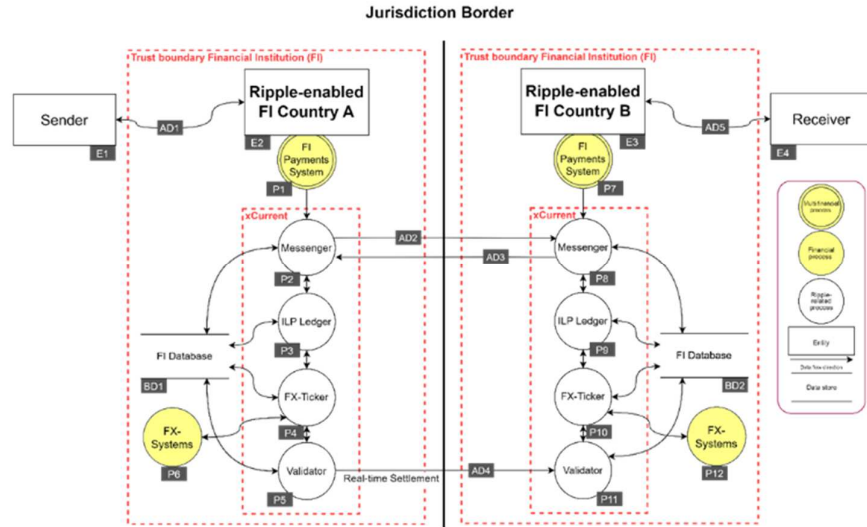 Jurisdiction Border
Trust boundary Financial Institution (FI)
Ripple-enabled
FI Country A
E2
Sender
E1
AD1
FI
Payments
System
P1
xCurrent
Messenger
P2
ILP Ledger
P3
FX-Ticker
P4
Validator
P5
FI Database
BD1
FX-
Systems
P6
AD2
AD3
Real-time Settlement
AD4
Trust boundary Financial Institution (FI)
Ripple-enabled
FI Country B
E3
AD5
Receiver
E4
FI
Payments
System
P7
xCurrent
Messenger
P8
ILP Ledger
P9
FX-Ticker
P10
Validator
P11
FI Database
BD2
FX-
Systems
P12
Multifinancial
process
Financial
process
Ripple-
related
process
Entity
Data flow direction
Data store